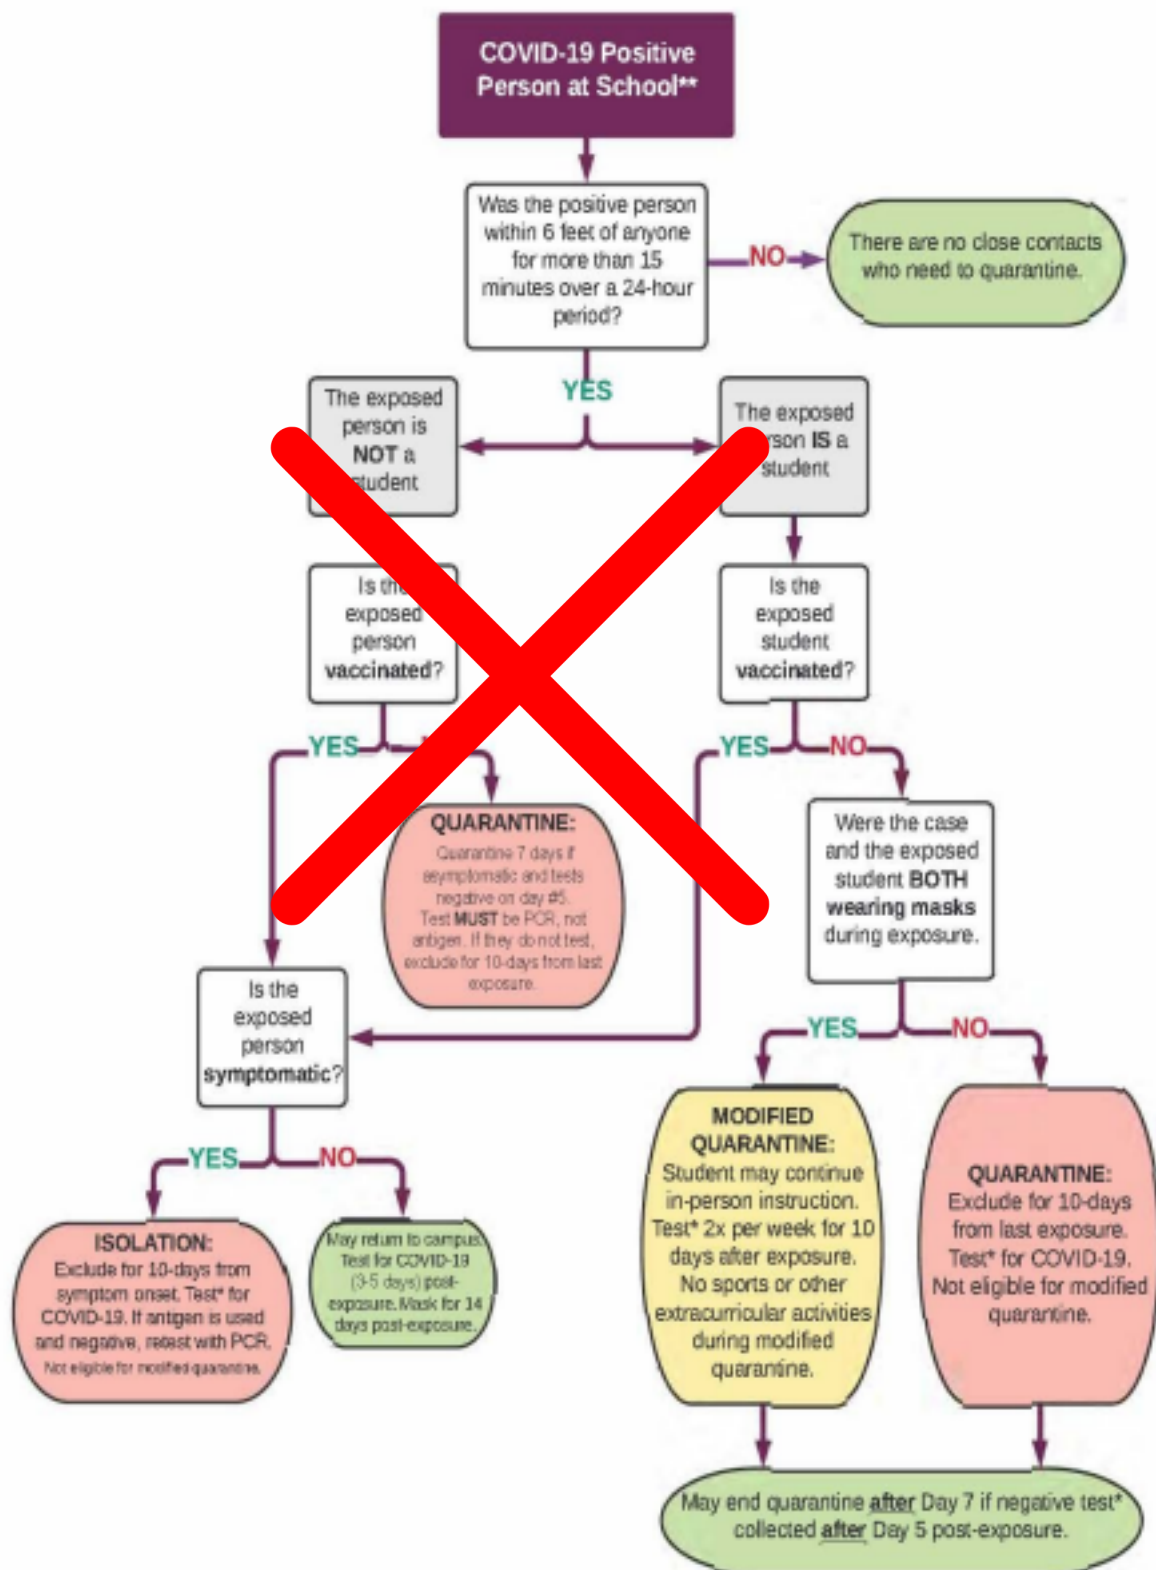 COVID-19 Positive
Person at School**
Was the positive person
within 6 feet of anyone
for more than 15
minutes over a 24-hour
period?
NO
There are no close contacts
who need to quarantine.
YES
The exposed
person is
NOT a
student
The exposed
person IS a
student
Is the
exposed
person
vaccinated?
Is the
exposed
student
vaccinated?
YES
YES
NO
QUARANTINE:
Quarantine 7 days if
asymptomatic and tests
negative on day #5.
Test MUST be PCR, not
antigen. If they do not test,
exclude for 10-days from last
exposure.
Were the case
and the exposed
student BOTH
wearing masks
during exposure.
Is the
exposed
person
symptomatic?
YES
NO
YES
NO
ISOLATION:
Exclude for 10-days from
symptom onset. Test* for
COVID-19. If antigen is used
and negative, retest with PCR.
Not eligible for modified quarantine.
May return to campus.
Test for COVID-19
(3-5 days) post-
exposure. Mask for 14
days post-exposure.
MODIFIED
QUARANTINE:
Student may continue
in-person instruction.
Test* 2x per week for 10
days after exposure.
No sports or other
extracurricular activities
during modified
quarantine.
QUARANTINE:
Exclude for 10-days
from last exposure.
Test* for COVID-19.
Not eligible for modified
quarantine.
May end quarantine after Day 7 if negative test*
collected after Day 5 post-exposure.